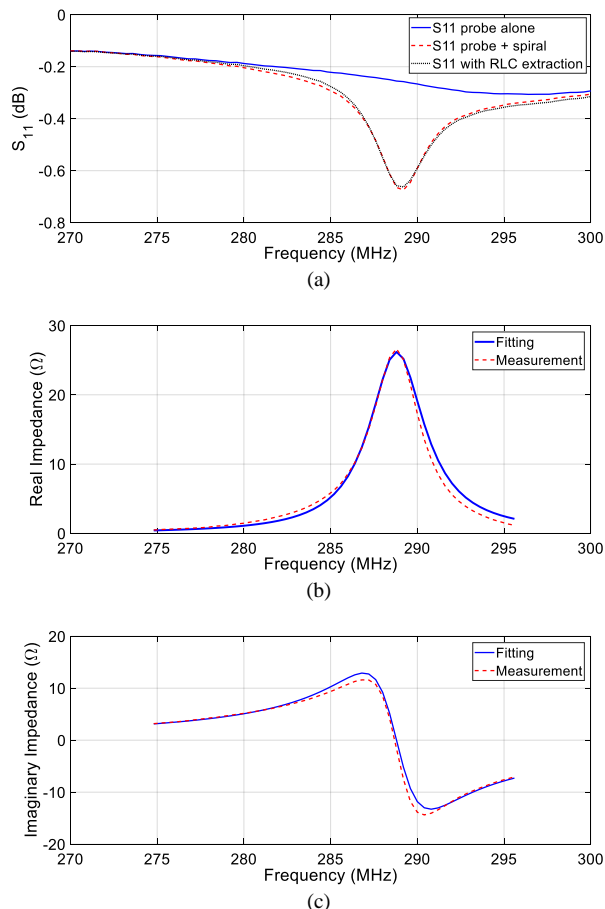 0
-0.2
-0.4
-0.6
-0.8
S11 (dB)
S11 probe alone
S11 probe + spiral
S11 with RLC extraction
270 275 280 285 290 295 300
Frequency (MHz)
(a)
30
20
10
0
Real Impedance (Ω)
Fitting
Measurement
270 275 280 285 290 295 300
Frequency (MHz)
(b)
20
10
0
-10
-20
Imaginary Impedance (Ω)
Fitting
Measurement
270 275 280 285 290 295 300
Frequency (MHz)
(c)